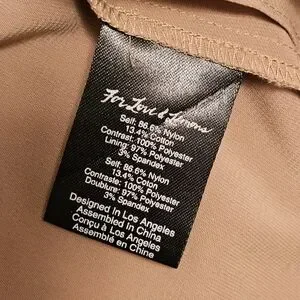 For Love & Lemons
Self: 86.6% Nylon
13.4% Cotton
Contrast: 100% Polyester
Lining: 97% Polyester
3% Spandex
Self: 86.6% Nylon
13.4% Coton
Contraste: 100% Polyester
Doublure: 97% Polyester
3% Spandex
Designed In Los Angeles
Assembled In China
Conçu à Los Angeles
Assemblé en Chine